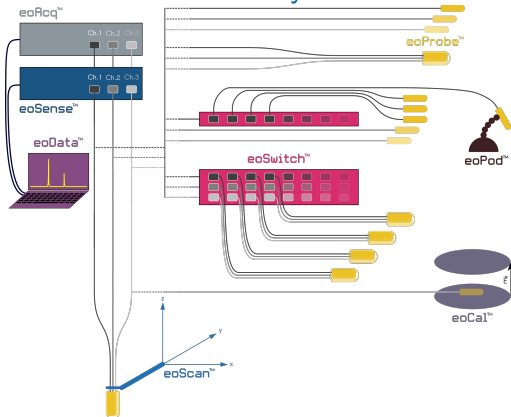 eoAcq™
Ch.1 Ch.2 Ch.3
eoSense™
Ch.1 Ch.2 Ch.3
eoProbe™
eoData™
eoSwitch™
eoPod™
eoCal™
E
z
y
x
eoScan™